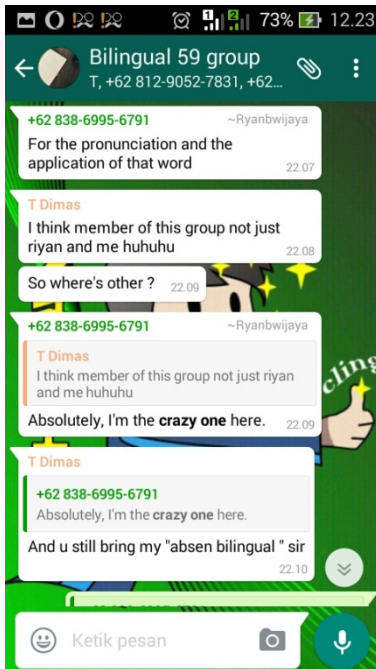 73% 12.23
Bilingual 59 group
T, +62 812-9052-7831, +62...
+62 838-6995-6791 ~Ryanbwijaya
For the pronunciation and the
application of that word 22.07
T Dimas
I think member of this group not just
riyan and me huhuhu 22.08
So where's other ? 22.09
+62 838-6995-6791 ~Ryanbwijaya
T Dimas
I think member of this group not just riyan
and me huhuhu
Absolutely, I'm the crazy one here. 22.09
cling
T Dimas
+62 838-6995-6791
Absolutely, I'm the crazy one here.
And u still bring my "absen bilingual " sir
22.10
Ketik pesan